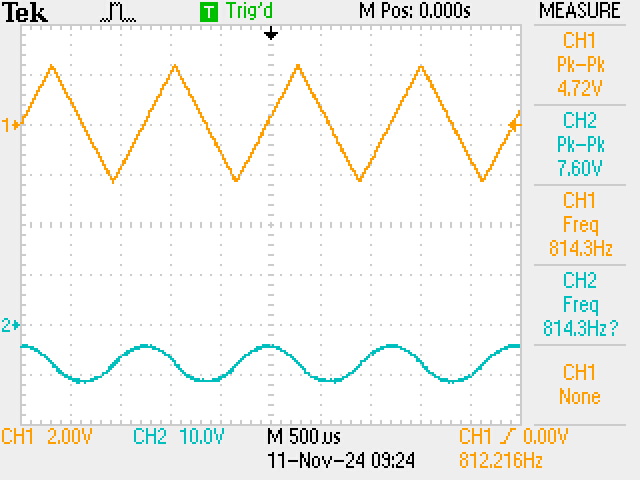 Tek T Trig'd M Pos: 0.000s MEASURE
CH1
Pk-Pk
4.72V
CH2
Pk-Pk
7.60V
CH1
Freq
814.3Hz
CH2
Freq
814.3Hz?
CH1
None
1
2
CH1 2.00V CH2 10.0V M 500µs CH1 0.00V
11-Nov-24 09:24 812.216Hz